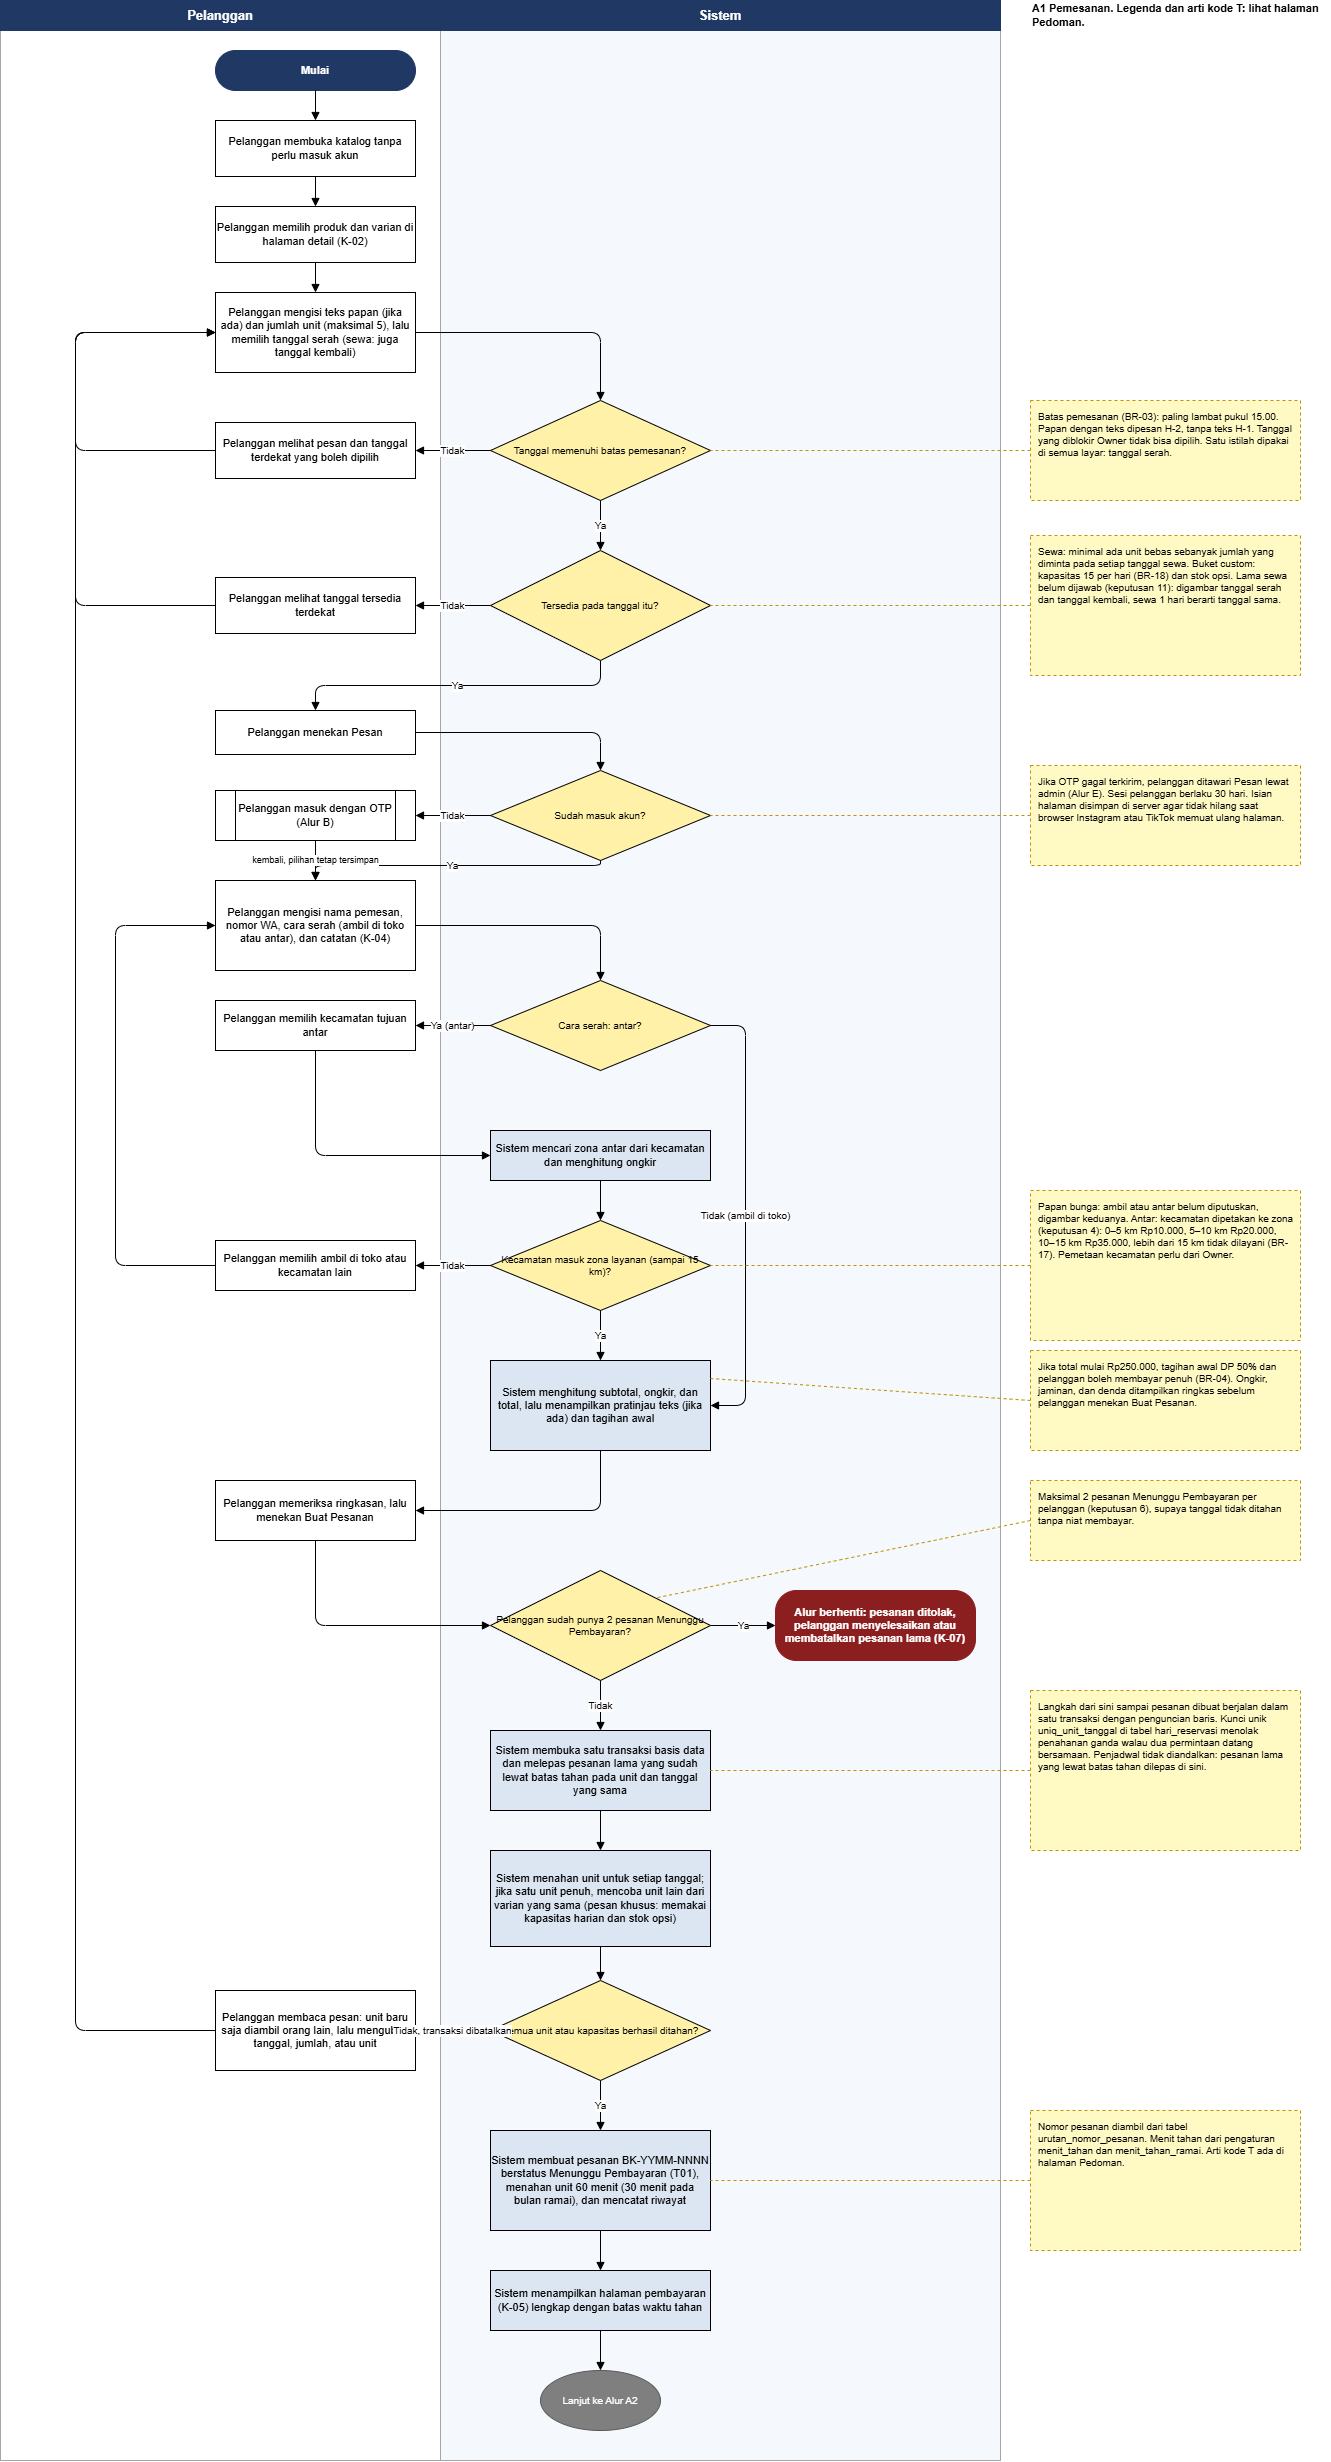 Pelanggan
Sistem
A1 Pemesanan. Legenda dan arti kode T: lihat halaman
Pedoman.
Mulai
Pelanggan membuka katalog tanpa
perlu masuk akun
Pelanggan memilih produk dan varian di
halaman detail (K-02)
Pelanggan mengisi teks papan (jika
ada) dan jumlah unit (maksimal 5), lalu
memilih tanggal serah (sewa: juga
tanggal kembali)
Pelanggan melihat pesan dan tanggal
terdekat yang boleh dipilih
Tidak
Tanggal memenuhi batas pemesanan?
Batas pemesanan (BR-03): paling lambat pukul 15.00.
Papan dengan teks dipesan H-2, tanpa teks H-1. Tanggal
yang diblokir Owner tidak bisa dipilih. Satu istilah dipakai
di semua layar: tanggal serah.
Ya
Pelanggan melihat tanggal tersedia
terdekat
Tidak
Tersedia pada tanggal itu?
Sewa: minimal ada unit bebas sebanyak jumlah yang
diminta pada setiap tanggal sewa. Buket custom:
kapasitas 15 per hari (BR-18) dan stok opsi. Lama sewa
belum dijawab (keputusan 11): digambar tanggal serah
dan tanggal kembali, sewa 1 hari berarti tanggal sama.
Ya
Pelanggan menekan Pesan
Pelanggan masuk dengan OTP
(Alur B)
Tidak
Sudah masuk akun?
Jika OTP gagal terkirim, pelanggan ditawari Pesan lewat
admin (Alur E). Sesi pelanggan berlaku 30 hari. Isian
halaman disimpan di server agar tidak hilang saat
browser Instagram atau TikTok memuat ulang halaman.
kembali, pilihan tetap tersimpan
Ya
Pelanggan mengisi nama pemesan,
nomor WA, cara serah (ambil di toko
atau antar), dan catatan (K-04)
Pelanggan memilih kecamatan tujuan
antar
Ya (antar)
Cara serah: antar?
Sistem mencari zona antar dari kecamatan
dan menghitung ongkir
Tidak (ambil di toko)
Pelanggan memilih ambil di toko atau
kecamatan lain
Tidak
Kecamatan masuk zona layanan (sampai 15
km)?
Papan bunga: ambil atau antar belum diputuskan,
digambar keduanya. Antar: kecamatan dipetakan ke zona
(keputusan 4): 0–5 km Rp10.000, 5–10 km Rp20.000,
10–15 km Rp35.000, lebih dari 15 km tidak dilayani (BR-
17). Pemetaan kecamatan perlu dari Owner.
Ya
Sistem menghitung subtotal, ongkir, dan
total, lalu menampilkan pratinjau teks (jika
ada) dan tagihan awal
Jika total mulai Rp250.000, tagihan awal DP 50% dan
pelanggan boleh membayar penuh (BR-04). Ongkir,
jaminan, dan denda ditampilkan ringkas sebelum
pelanggan menekan Buat Pesanan.
Pelanggan memeriksa ringkasan, lalu
menekan Buat Pesanan
Maksimal 2 pesanan Menunggu Pembayaran per
pelanggan (keputusan 6), supaya tanggal tidak ditahan
tanpa niat membayar.
Pelanggan sudah punya 2 pesanan Menunggu
Pembayaran?
Ya
Alur berhenti: pesanan ditolak,
pelanggan menyelesaikan atau
membatalkan pesanan lama (K-07)
Tidak
Sistem membuka satu transaksi basis data
dan melepas pesanan lama yang sudah
lewat batas tahan pada unit dan tanggal
yang sama
Langkah dari sini sampai pesanan dibuat berjalan dalam
satu transaksi dengan penguncian baris. Kunci unik
uniq_unit_tanggal di tabel hari_reservasi menolak
penahanan ganda walau dua permintaan datang
bersamaan. Penjadwal tidak diandalkan: pesanan lama
yang lewat batas tahan dilepas di sini.
Sistem menahan unit untuk setiap tanggal;
jika satu unit penuh, mencoba unit lain dari
varian yang sama (pesan khusus: memakai
kapasitas harian dan stok opsi)
Pelanggan membaca pesan: unit baru
saja diambil orang lain, lalu
tanggal, jumlah, atau unit
Tidak, transaksi dibatalkan
unit atau kapasitas berhasil ditahan?
Ya
Sistem membuat pesanan BK-YYMM-NNNN
berstatus Menunggu Pembayaran (T01),
menahan unit 60 menit (30 menit pada
bulan ramai), dan mencatat riwayat
Nomor pesanan diambil dari tabel
urutan_nomor_pesanan. Menit tahan dari pengaturan
menit_tahan dan menit_tahan_ramai. Arti kode T ada di
halaman Pedoman.
Sistem menampilkan halaman pembayaran
(K-05) lengkap dengan batas waktu tahan
Lanjut ke Alur A2